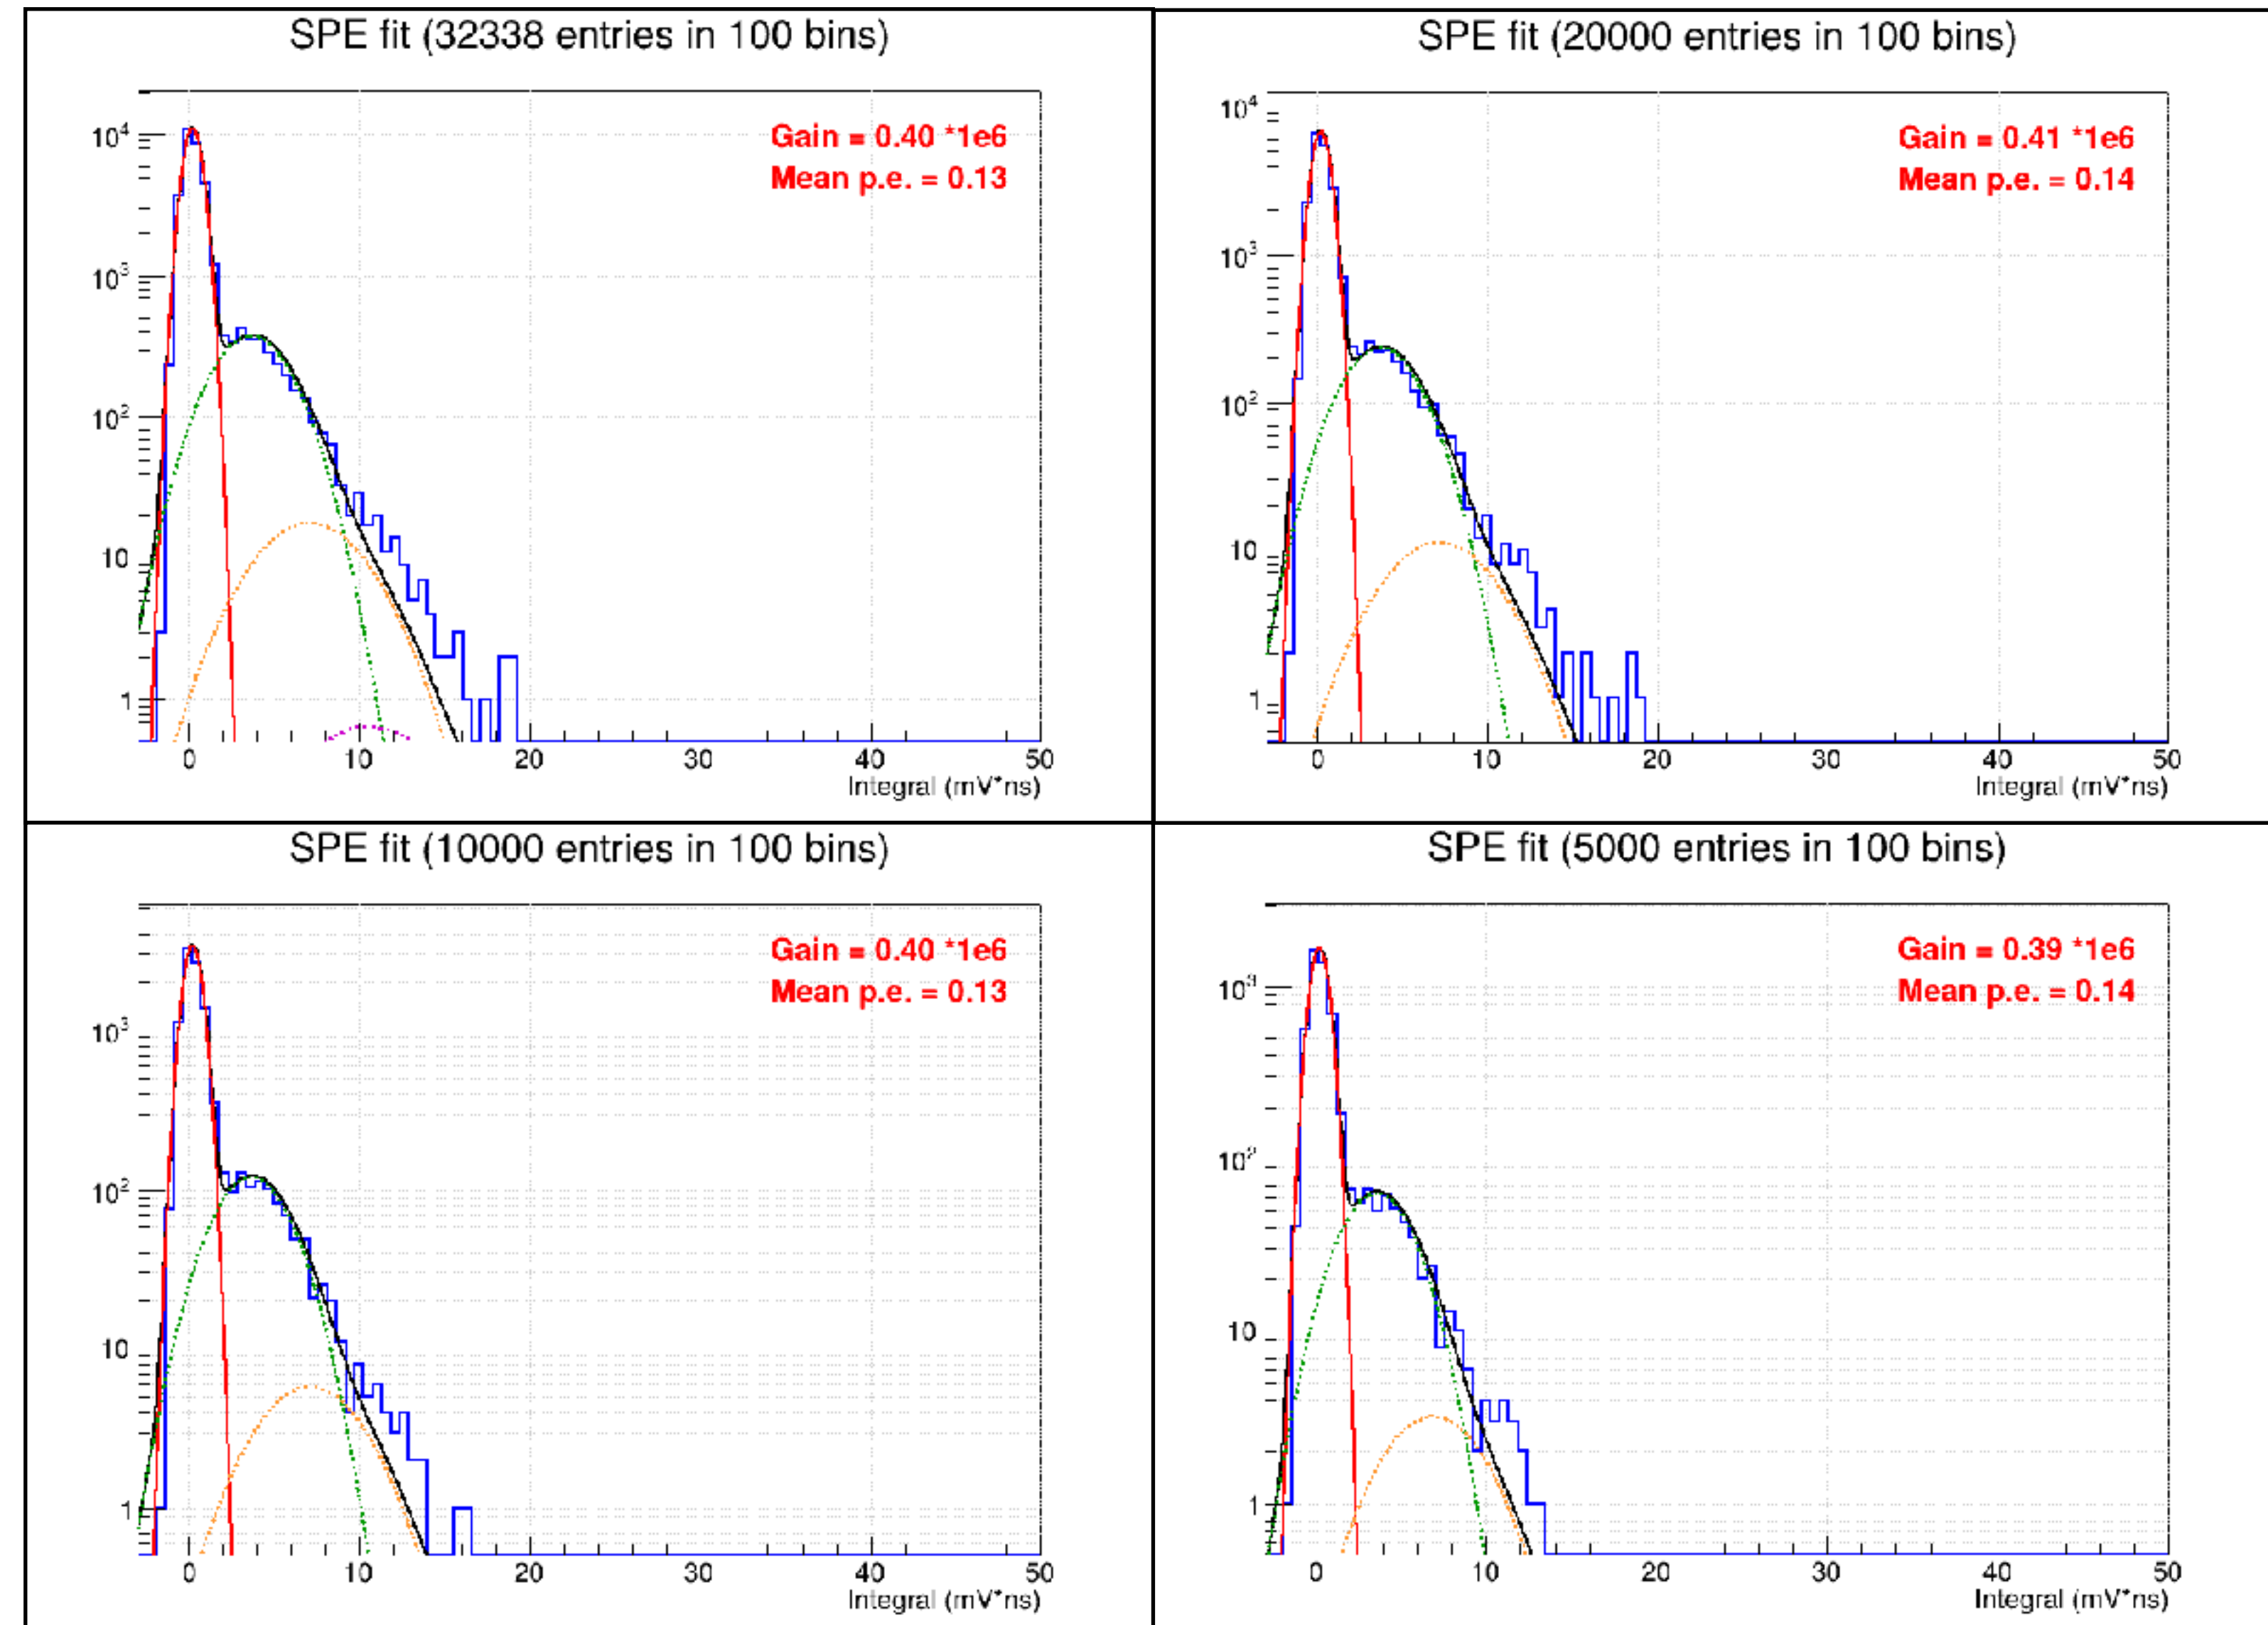 SPE fit (32338 entries in 100 bins)
Gain = 0.40 *1e6
Mean p.e. = 0.13
10⁴
10³
10²
10
1
0 10 20 30 40 50
Integral (mV*ns)
SPE fit (20000 entries in 100 bins)
Gain = 0.41 *1e6
Mean p.e. = 0.14
10⁴
10³
10²
10
1
0 10 20 30 40 50
Integral (mV*ns)
SPE fit (10000 entries in 100 bins)
Gain = 0.40 *1e6
Mean p.e. = 0.13
10³
10²
10
1
0 10 20 30 40 50
Integral (mV*ns)
SPE fit (5000 entries in 100 bins)
Gain = 0.39 *1e6
Mean p.e. = 0.14
10³
10²
10
1
0 10 20 30 40 50
Integral (mV*ns)